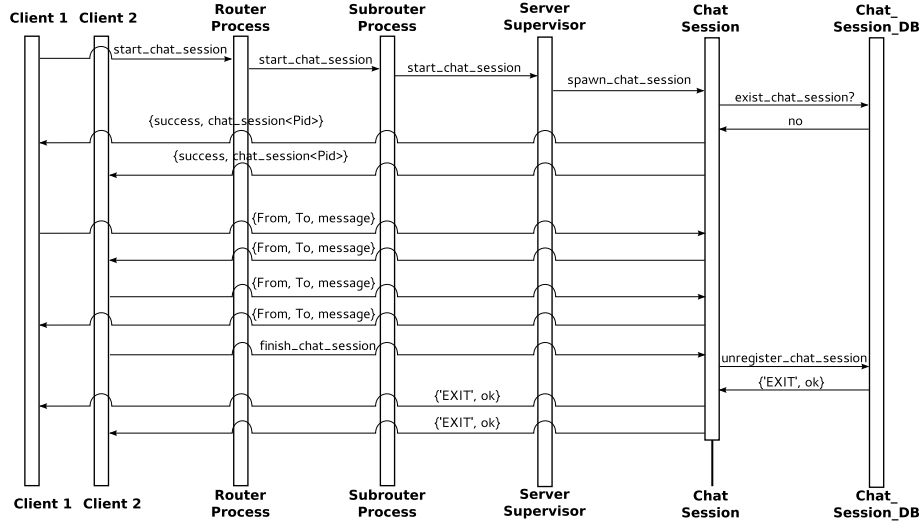 Client 1 Client 2 Router Process Subrouter Process Server Supervisor Chat Session Chat_ Session_DB
start_chat_session
start_chat_session
start_chat_session
spawn_chat_session
exist_chat_session?
no
{success, chat_session<Pid>}
{success, chat_session<Pid>}
{From, To, message}
{From, To, message}
{From, To, message}
{From, To, message}
finish_chat_session
unregister_chat_session
{'EXIT', ok}
{'EXIT', ok}
{'EXIT', ok}
Client 1 Client 2 Router Process Subrouter Process Server Supervisor Chat Session Chat_ Session_DB